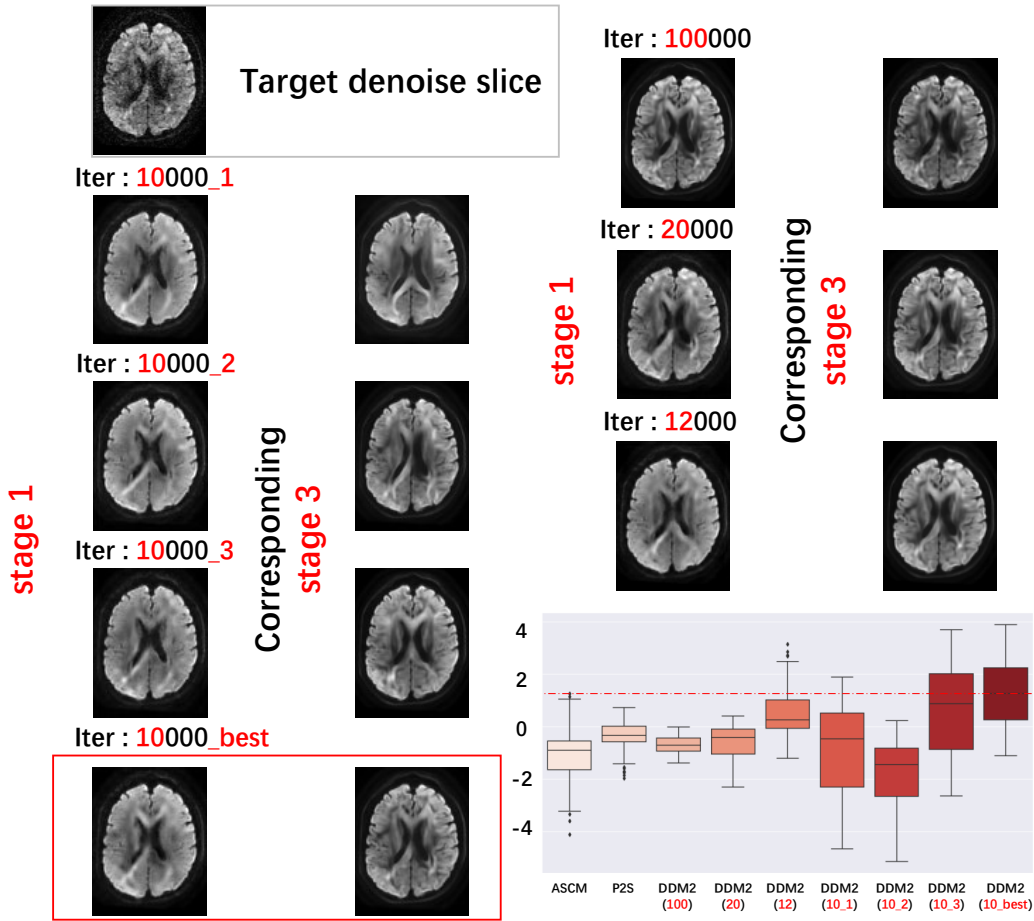 Target denoise slice
Iter : 10000_1
Iter : 10000_2
Iter : 10000_3
Iter : 10000_best
stage 1
Corresponding
stage 3
Iter : 100000
Iter : 20000
Iter : 12000
stage 1
Corresponding
stage 3
4
2
0
-2
-4
ASCM P2S DDM2 DDM2 DDM2 DDM2 DDM2 DDM2 DDM2
(100) (20) (12) (10_1) (10_2) (10_3) (10_best)